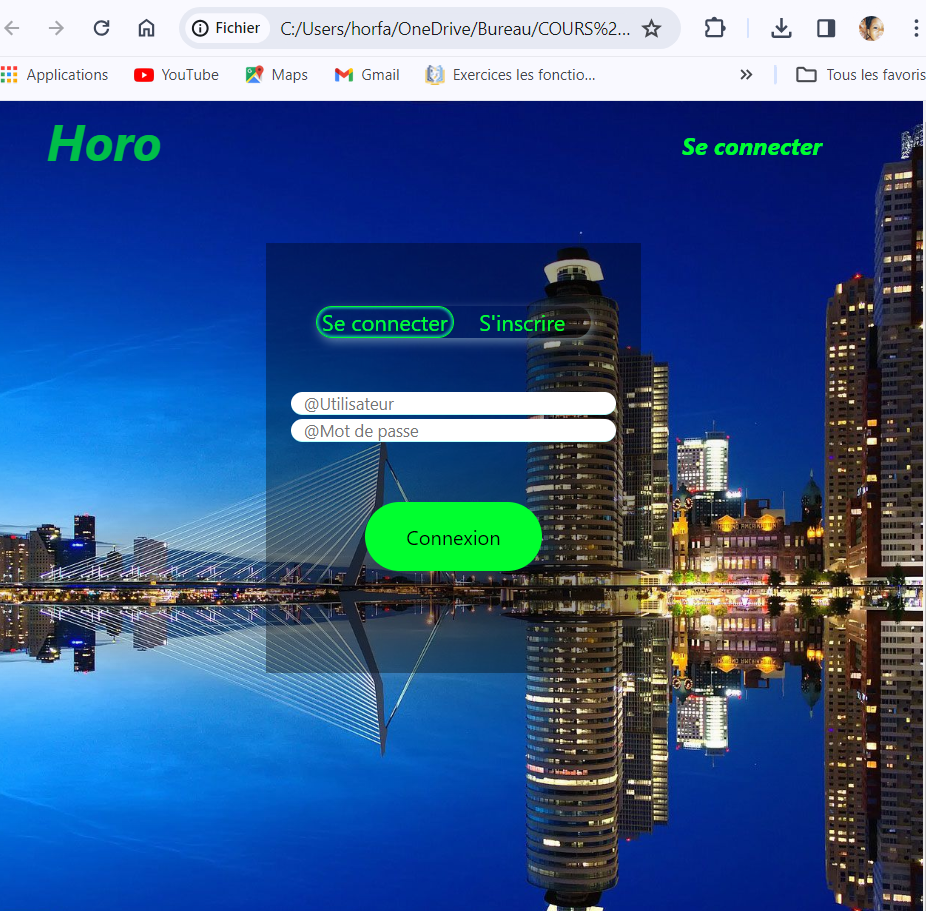 Fichier C:/Users/horfa/OneDrive/Bureau/COURS%2...
Applications YouTube Maps Gmail Exercices les fonctio... » Tous les favoris
Horo
Se connecter
Se connecter S'inscrire
@Utilisateur
@Mot de passe
Connexion